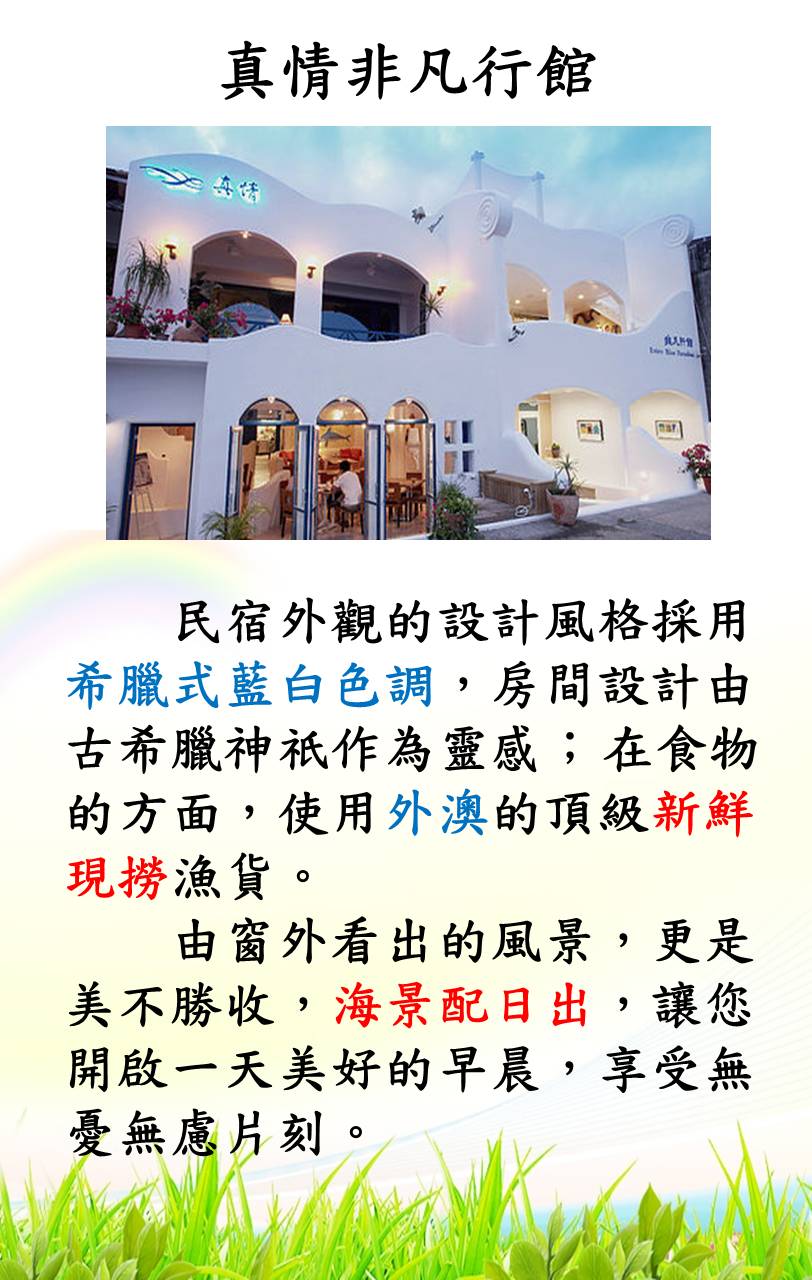 真情非凡行館
真情
民宿外觀的設計風格採用
希臘式藍白色調，房間設計由
古希臘神祇作為靈感；在食物
的方面，使用外澳的頂級新鮮
現撈漁貨。
由窗外看出的風景，更是
美不勝收，海景配日出，讓您
開啟一天美好的早晨，享受無
憂無慮片刻。